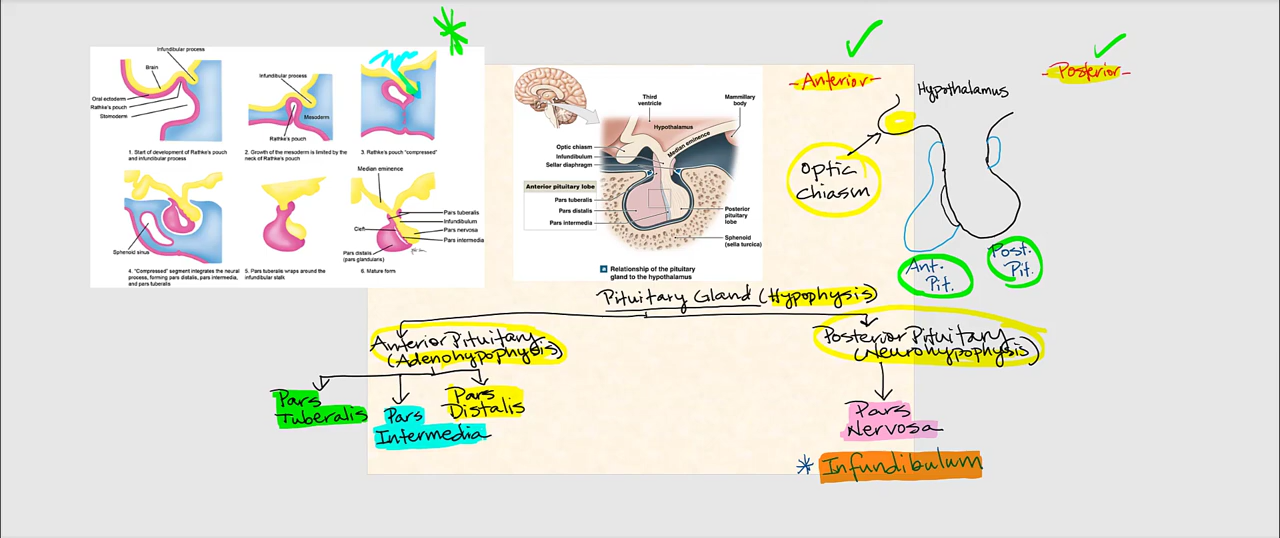 Infundibular process
Brain
Oral ectoderm
Rathke's pouch
Stomoderm
1. Start of development of Rathke's pouch
and infundibular process
Infundibular process
Mesoderm
Rathke's pouch
2. Growth of the mesoderm is limited by the
neck of Rathke's pouch
3 Rathke's pouch "compressed"
Sphenoid sinus
4. "Compressed" segment integrates the neural
process, forming pars distalis, pars intermedia,
and pars tuberalis
5. Pars tuberalis wraps around the
infundibular stalk
Median eminence
Pars tuberalis
Infundibulum
Pars nervosa
Pars intermedia
Cleft
Pars distalis
(pars glandularis)
6. Mature form
Third
ventricle
Mammillary
body
Hypothalamus
Median eminence
Optic chiasm
Infundibulum
Sellar diaphragm
Anterior pituitary lobe
Pars tuberalis
Pars distalis
Pars intermedia
Posterior
pituitary
lobe
Sphenoid
(sella turcica)
a Relationship of the pituitary
gland to the hypothalamus
-Anterior-
-Posterior-
Hypothalamus
Optic
chiasm
Ant.
Pit.
Post.
Pit.
Pituitary Gland (Hypophysis)
Anterior Pituitary
(Adenohypophysis)
Posterior Pituitary
(Neurohypophysis)
Pars
Tuberalis
Pars
Intermedia
Pars
Distalis
Pars
Nervosa
* Infundibulum